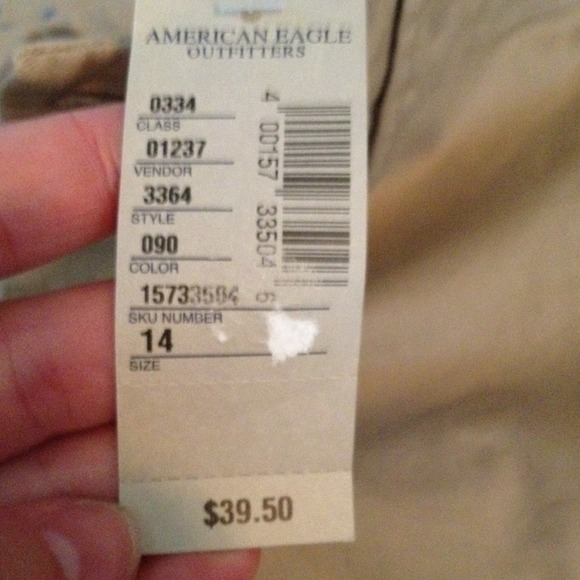 AMERICAN EAGLE
OUTFITTERS
0334
CLASS
01237
VENDOR
3364
STYLE
090
COLOR
15733504
SKU NUMBER
14
SIZE
4 00157 33504 6
$39.50